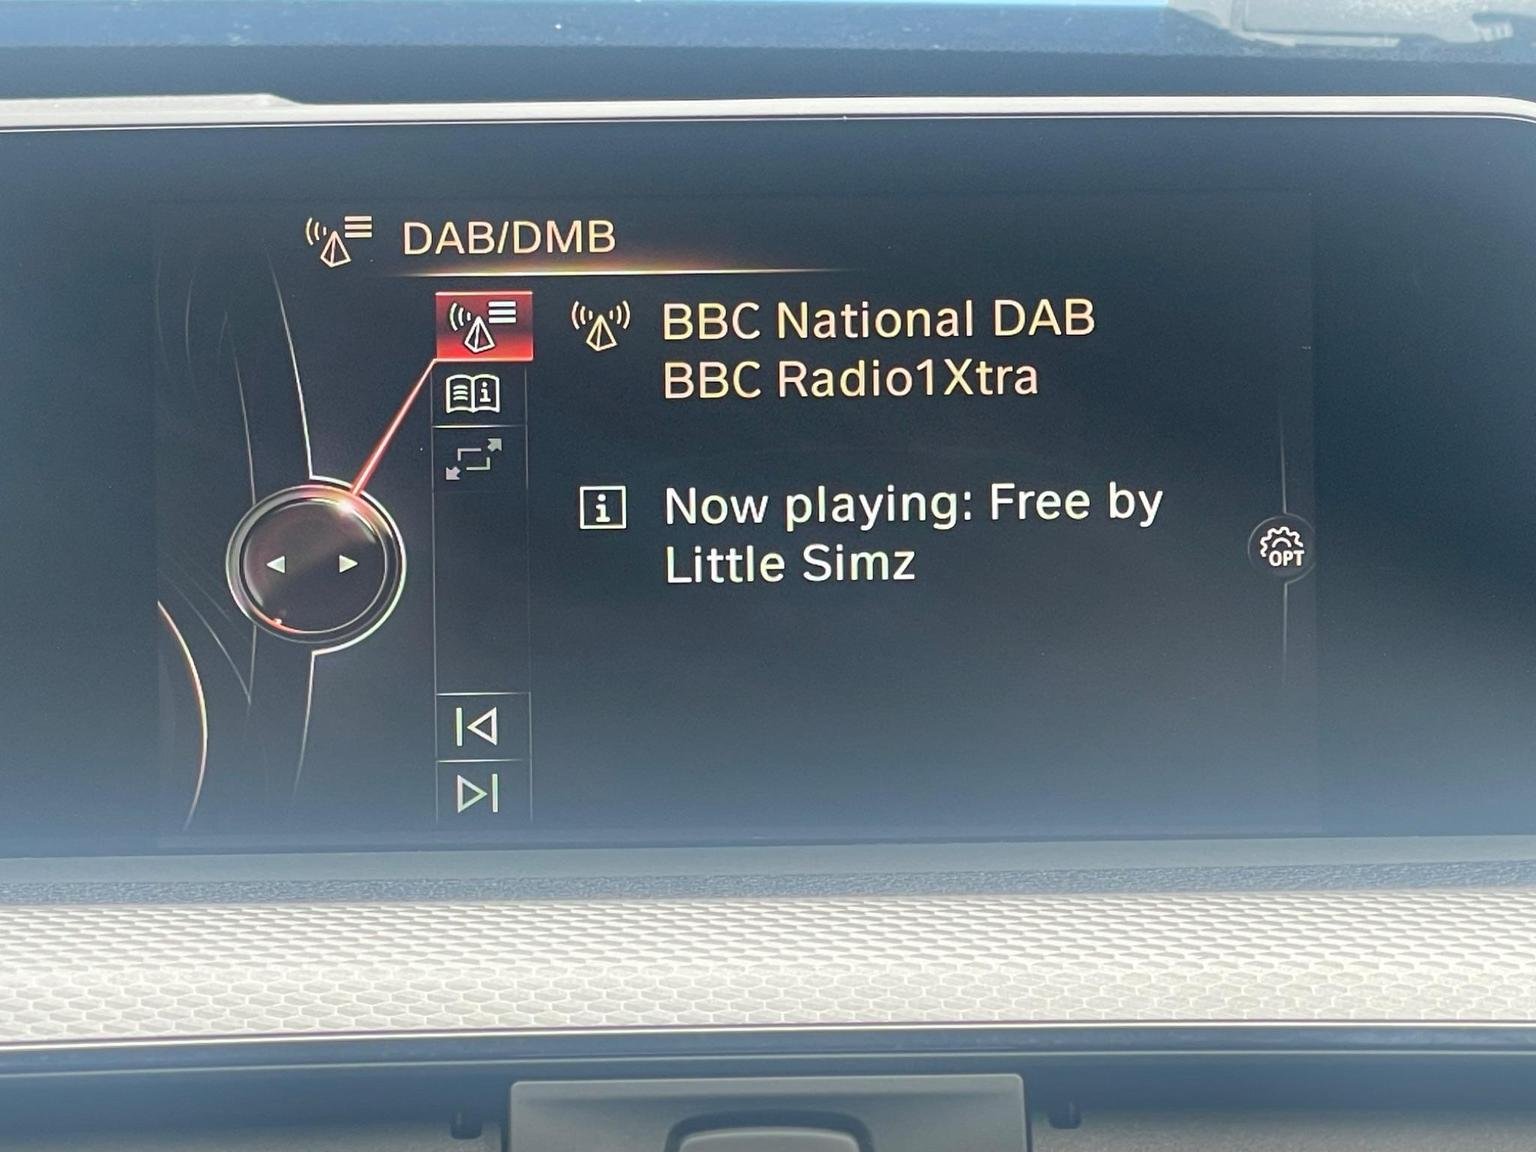 DAB/DMB
BBC National DAB
BBC Radio1Xtra
Now playing: Free by
Little Simz
OPT